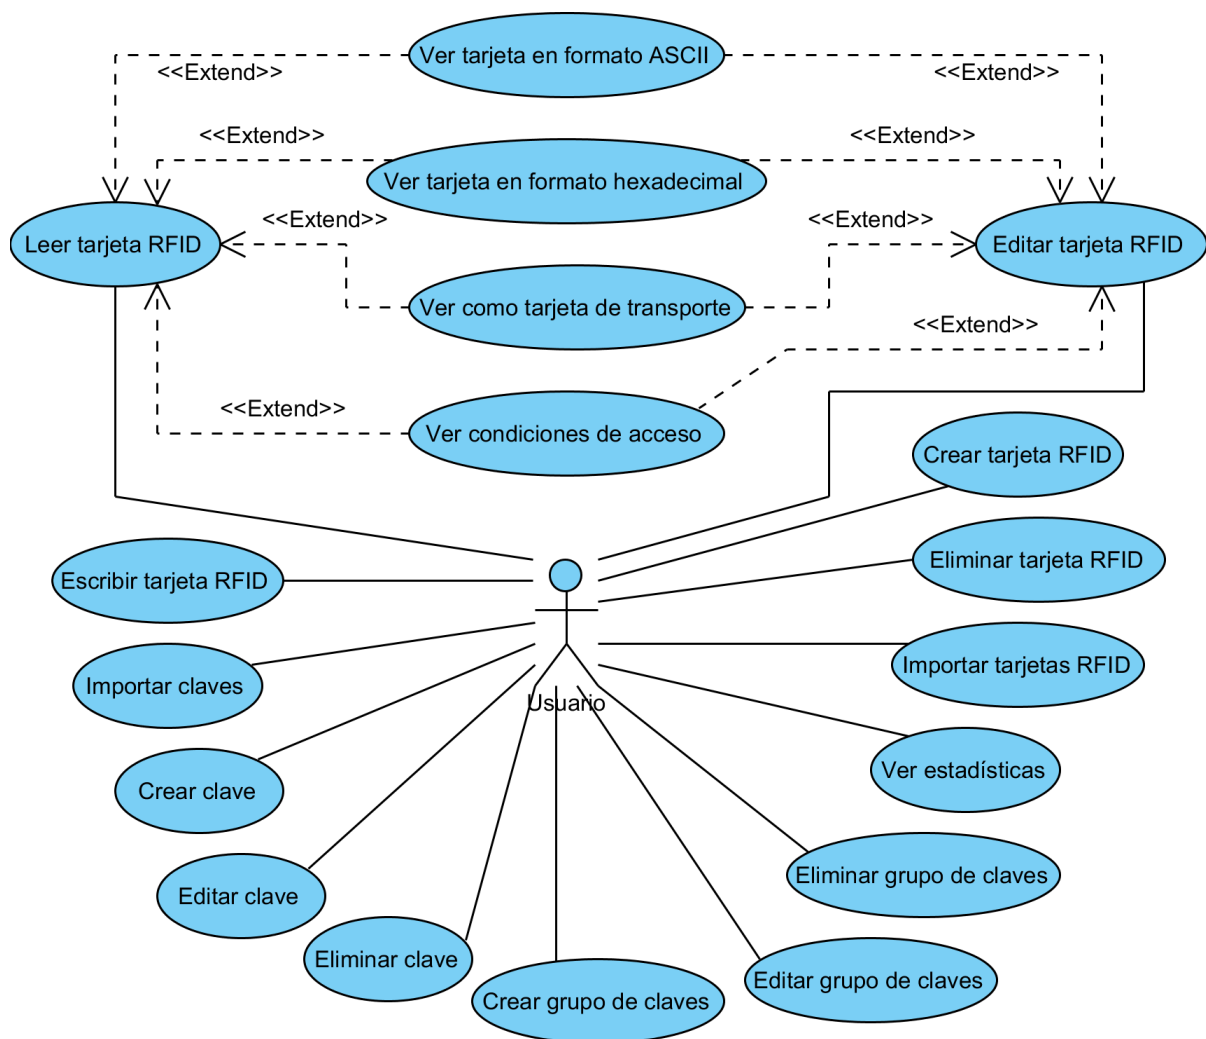 Ver tarjeta en formato ASCII
<<Extend>>
<<Extend>>
<<Extend>>
<<Extend>>
Ver tarjeta en formato hexadecimal
<<Extend>>
<<Extend>>
Leer tarjeta RFID
Editar tarjeta RFID
Ver como tarjeta de transporte
<<Extend>>
<<Extend>>
Ver condiciones de acceso
Crear tarjeta RFID
Eliminar tarjeta RFID
Escribir tarjeta RFID
Importar tarjetas RFID
Importar claves
Usuario
Ver estadísticas
Crear clave
Eliminar grupo de claves
Editar clave
Eliminar clave
Editar grupo de claves
Crear grupo de claves